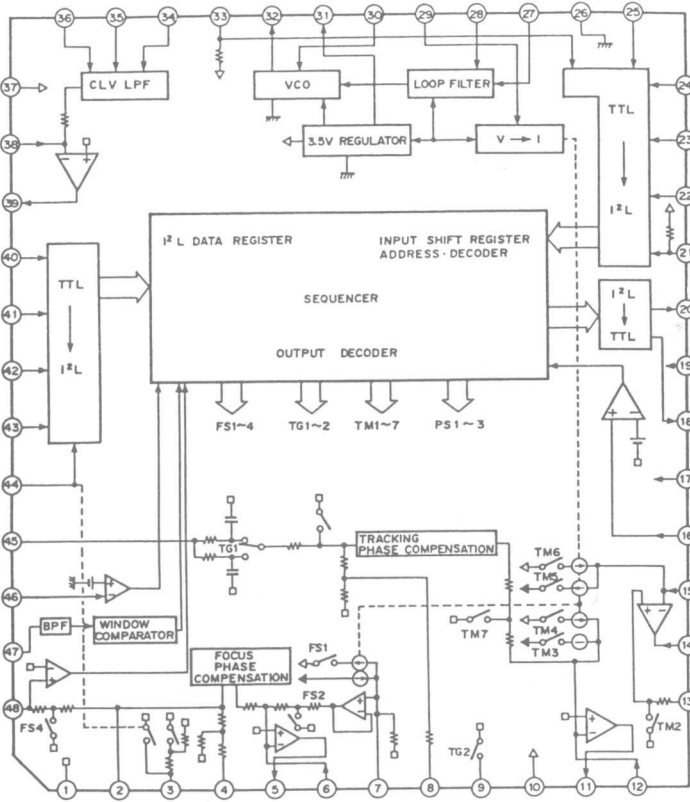 36 35 34 33 32 31 30 29 28 27 26 25
37
CLV LPF
VCO
LOOP FILTER
24
TTL
I²L
38
3.5V REGULATOR
V → I
23
39
22
I²L DATA REGISTER
INPUT SHIFT REGISTER
ADDRESS·DECODER
21
40
TTL
I²L
SEQUENCER
I²L
TTL
20
41
OUTPUT DECODER
19
42
FS1~4
TG1~2
TM1~7
PS1~3
18
43
44
17
45
TG1
TRACKING
PHASE COMPENSATION
16
TM6
TM5
46
15
47
BPF
WINDOW
COMPARATOR
TM7
TM4
TM3
14
FOCUS
PHASE
COMPENSATION
FS1
FS2
48
FS4
TG2
TM2
13
1 2 3 4 5 6 7 8 9 10 11 12